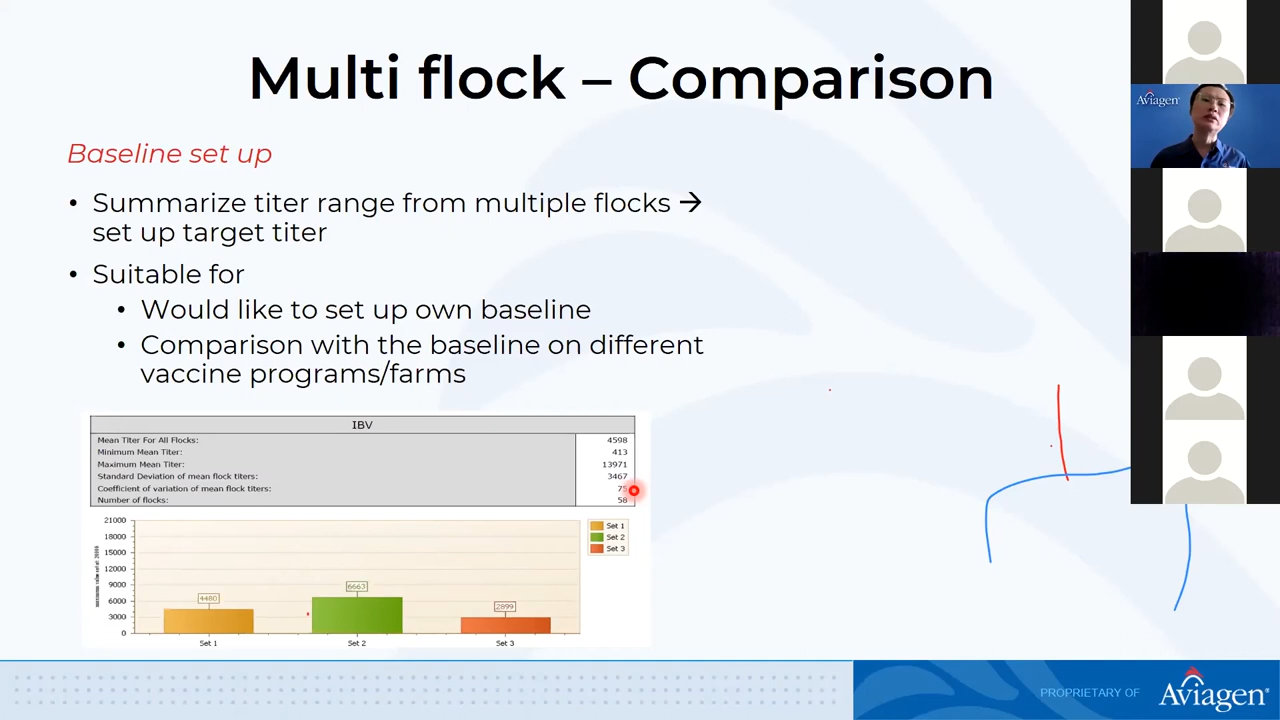 Multi flock – Comparison
Aviagen
Baseline set up
• Summarize titer range from multiple flocks →
set up target titer
• Suitable for
• Would like to set up own baseline
• Comparison with the baseline on different
vaccine programs/farms
IBV
Mean Titer For All Flocks: 4598
Minimum Mean Titer: 413
Maximum Mean Titer: 13971
Standard Deviation of mean flock titers: 3467
Coefficient of variation of mean flock titers: 75
Number of flocks: 58
21000
18000
15000
12000
9000
6000
3000
0
4480
6663
2899
Set 1
Set 2
Set 3
Set 1
Set 2
Set 3
PROPRIETARY OF
Aviagen®